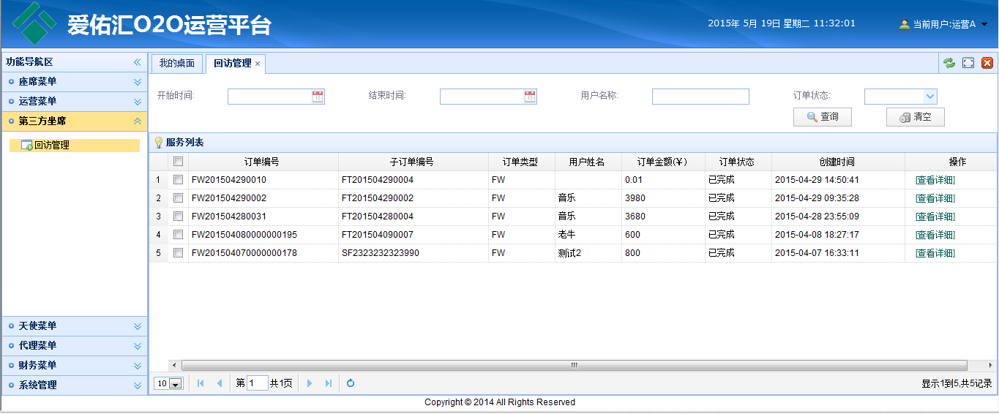 爱佑汇O2O运营平台
2015年 5月 19日 星期二 11:32:01
当前用户:运营A
功能导航区
座席菜单
运营菜单
第三方坐席
回访管理
天使菜单
代理菜单
财务菜单
系统管理
我的桌面 回访管理
开始时间: 结束时间: 用户名称: 订单状态:
查询 清空
服务列表
订单编号 子订单编号 订单类型 用户姓名 订单金额(¥) 订单状态 创建时间 操作
1 FW201504290010 FT201504290004 FW 0.01 已完成 2015-04-29 14:50:41 [查看详细]
2 FW201504290002 FT201504290002 FW 音乐 3980 已完成 2015-04-29 09:35:28 [查看详细]
3 FW201504280031 FT201504280004 FW 音乐 3680 已完成 2015-04-28 23:55:09 [查看详细]
4 FW201504080000000195 FT201504090007 FW 老牛 600 已完成 2015-04-08 18:27:17 [查看详细]
5 FW201504070000000178 SF2323232323990 FW 测试2 800 已完成 2015-04-07 16:33:11 [查看详细]
10 第 1 共1页 显示1到5,共5记录
Copyright © 2014 All Rights Reserved